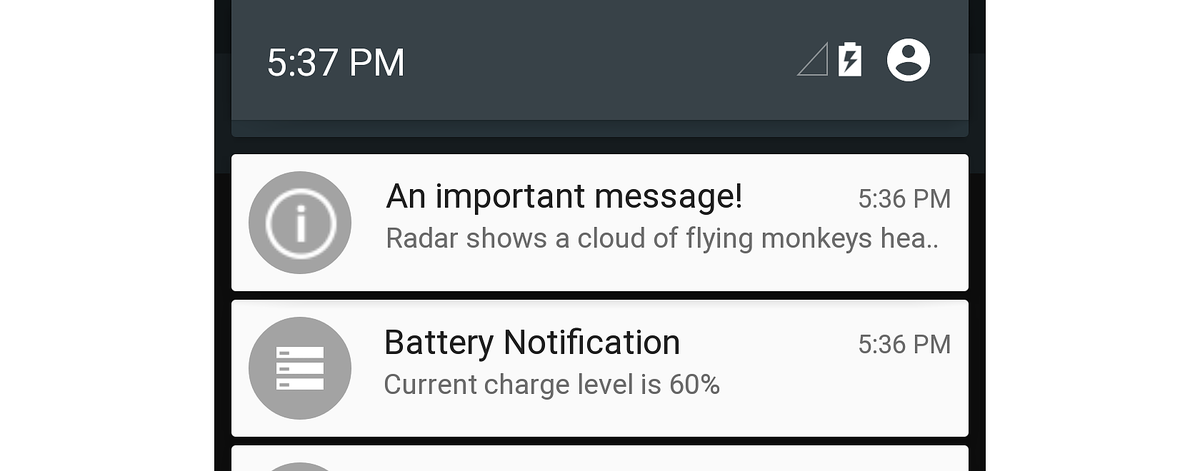 5:37 PM
An important message!
5:36 PM
Radar shows a cloud of flying monkeys hea..
Battery Notification
5:36 PM
Current charge level is 60%